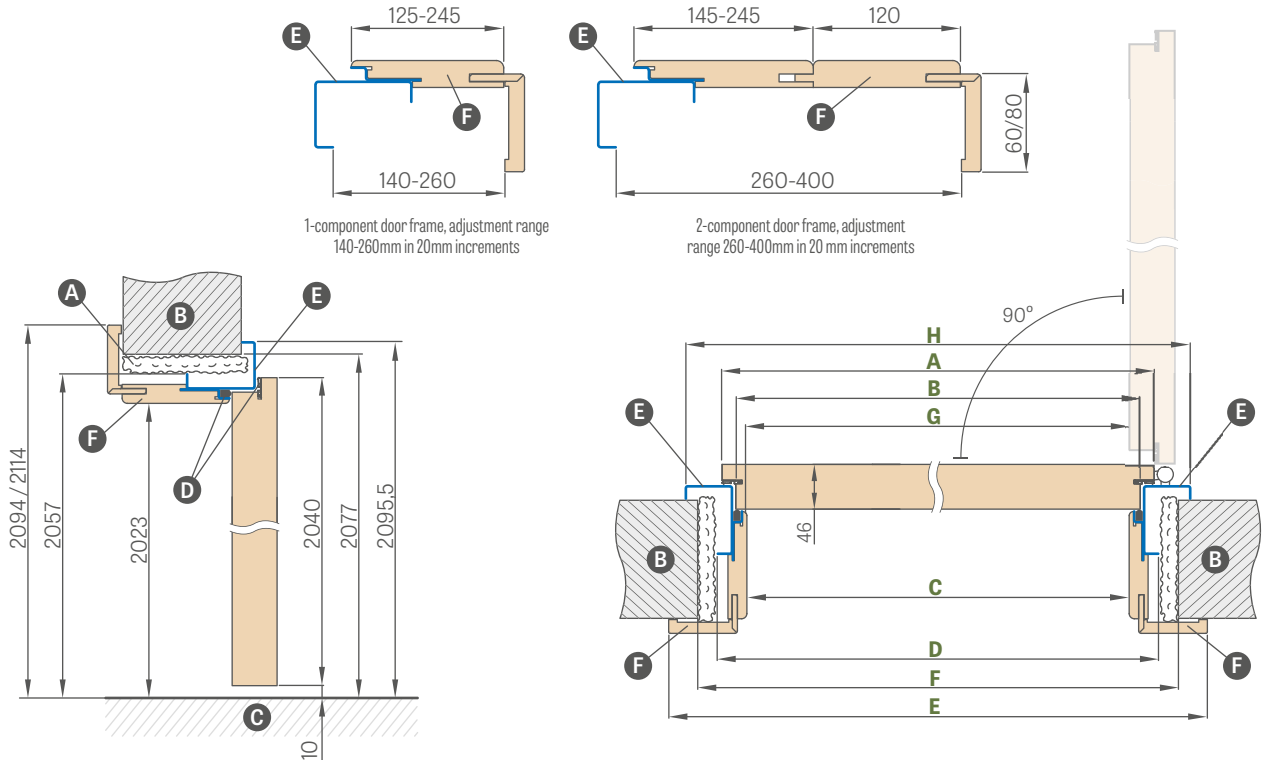 125-245
145-245
120
E
E
F
F
60/80
140-260
260-400
1-component door frame, adjustment range
140-260mm in 20mm increments
2-component door frame, adjustment
range 260-400mm in 20 mm increments
A
B
E
F
D
2094 / 2114
2057
2023
2040
2077
2095,5
C
10
90°
H
A
B
G
E
E
46
B
B
C
D
F
F
F
E